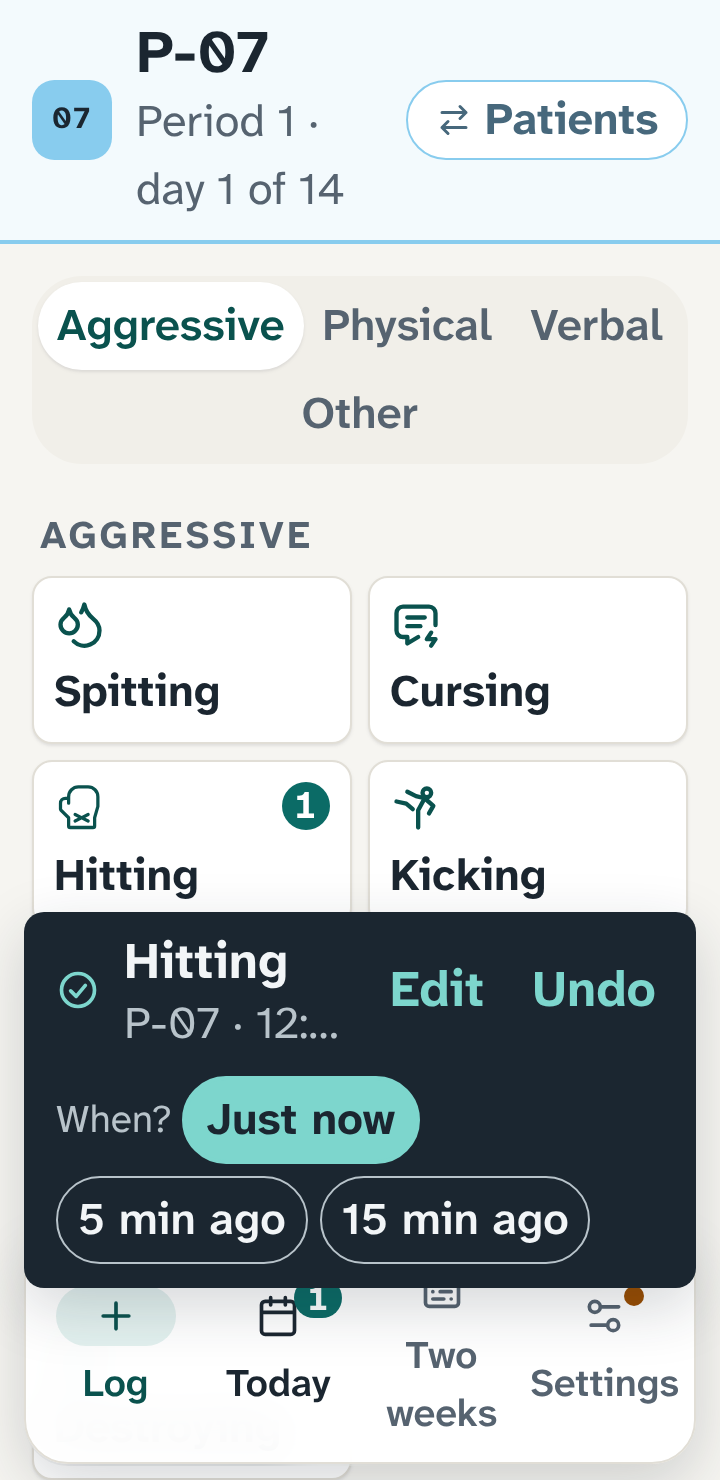 07
P-07
Period 1 ·
day 1 of 14
Patients
Aggressive
Physical
Verbal
Other
AGGRESSIVE
Spitting
Cursing
1
Hitting
Kicking
Hitting
P-07 · 12:...
Edit
Undo
When?
Just now
5 min ago
15 min ago
1
Log
Today
Two
weeks
Settings